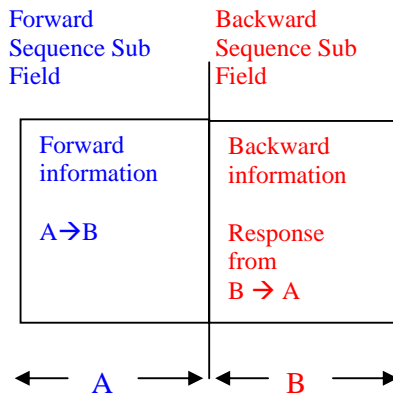 Forward
Sequence Sub
Field
Backward
Sequence Sub
Field
Forward
information
A→B
Backward
information
Response
from
B → A
A
B